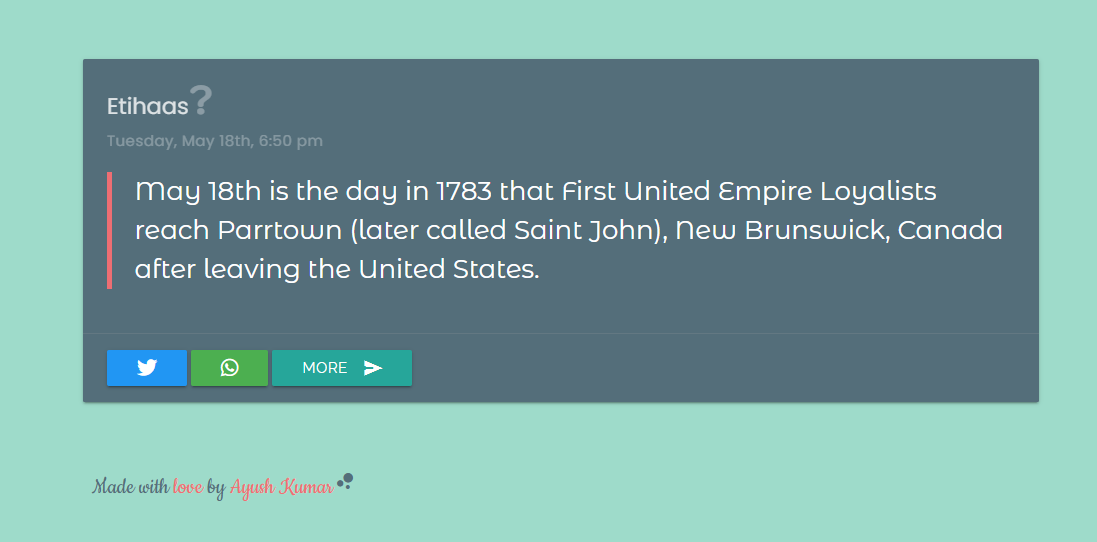 Etihaas?
Tuesday, May 18th, 6:50 pm
May 18th is the day in 1783 that First United Empire Loyalists
reach Parrtown (later called Saint John), New Brunswick, Canada
after leaving the United States.
MORE
Made with love by Ayush Kumar